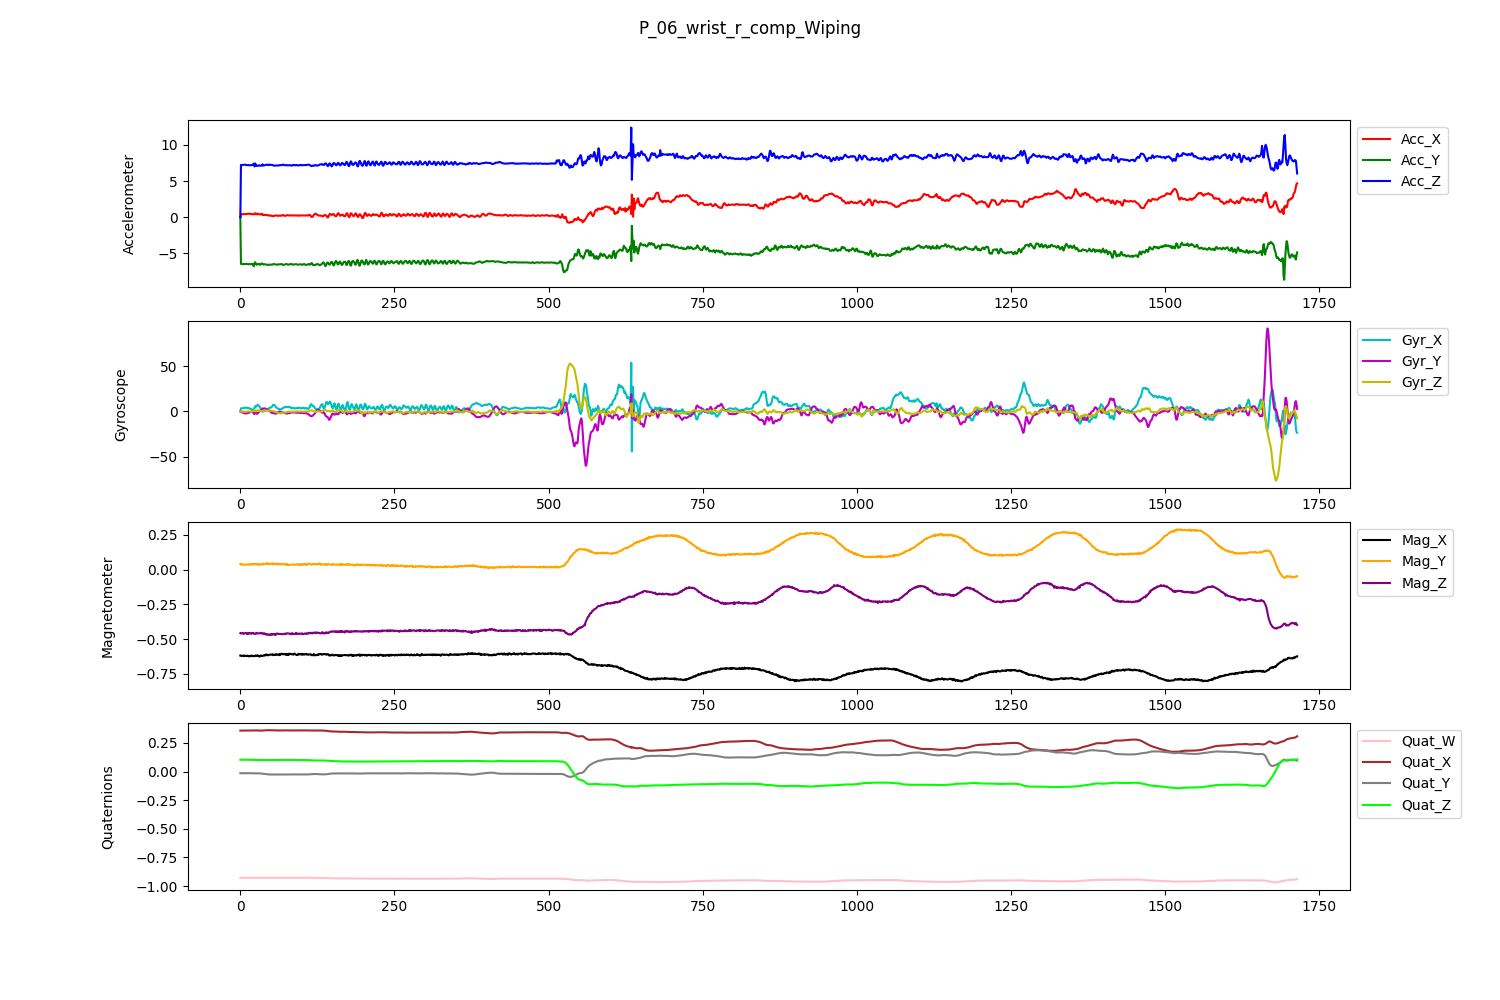 P_06_wrist_r_comp_Wiping
Accelerometer
10
5
0
−5
0 250 500 750 1000 1250 1500 1750
Acc_X
Acc_Y
Acc_Z
Gyroscope
50
0
−50
0 250 500 750 1000 1250 1500 1750
Gyr_X
Gyr_Y
Gyr_Z
Magnetometer
0.25
0.00
−0.25
−0.50
−0.75
0 250 500 750 1000 1250 1500 1750
Mag_X
Mag_Y
Mag_Z
Quaternions
0.25
0.00
−0.25
−0.50
−0.75
−1.00
0 250 500 750 1000 1250 1500 1750
Quat_W
Quat_X
Quat_Y
Quat_Z